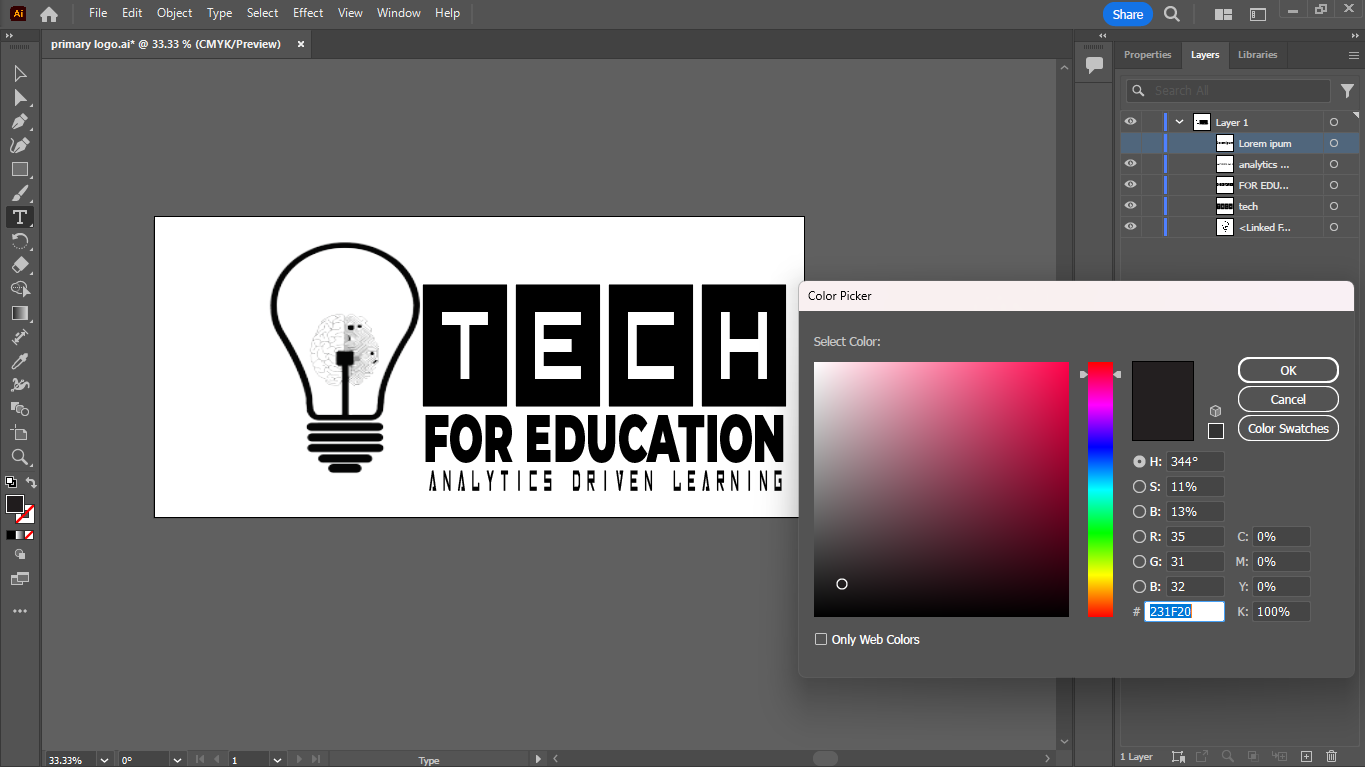 Ai
File Edit Object Type Select Effect View Window Help
Share
primary logo.ai* @ 33.33 % (CMYK/Preview) ×
Properties Layers Libraries
Search All
Layer 1
Lorem ipum
analytics ...
FOR EDU...
tech
<Linked F...
TECH
FOR EDUCATION
ANALYTICS DRIVEN LEARNING
Color Picker
Select Color:
OK
Cancel
Color Swatches
H: 344°
S: 11%
B: 13%
R: 35 C: 0%
G: 31 M: 0%
B: 32 Y: 0%
# 231F20 K: 100%
Only Web Colors
33.33% 0° 1 Type
1 Layer